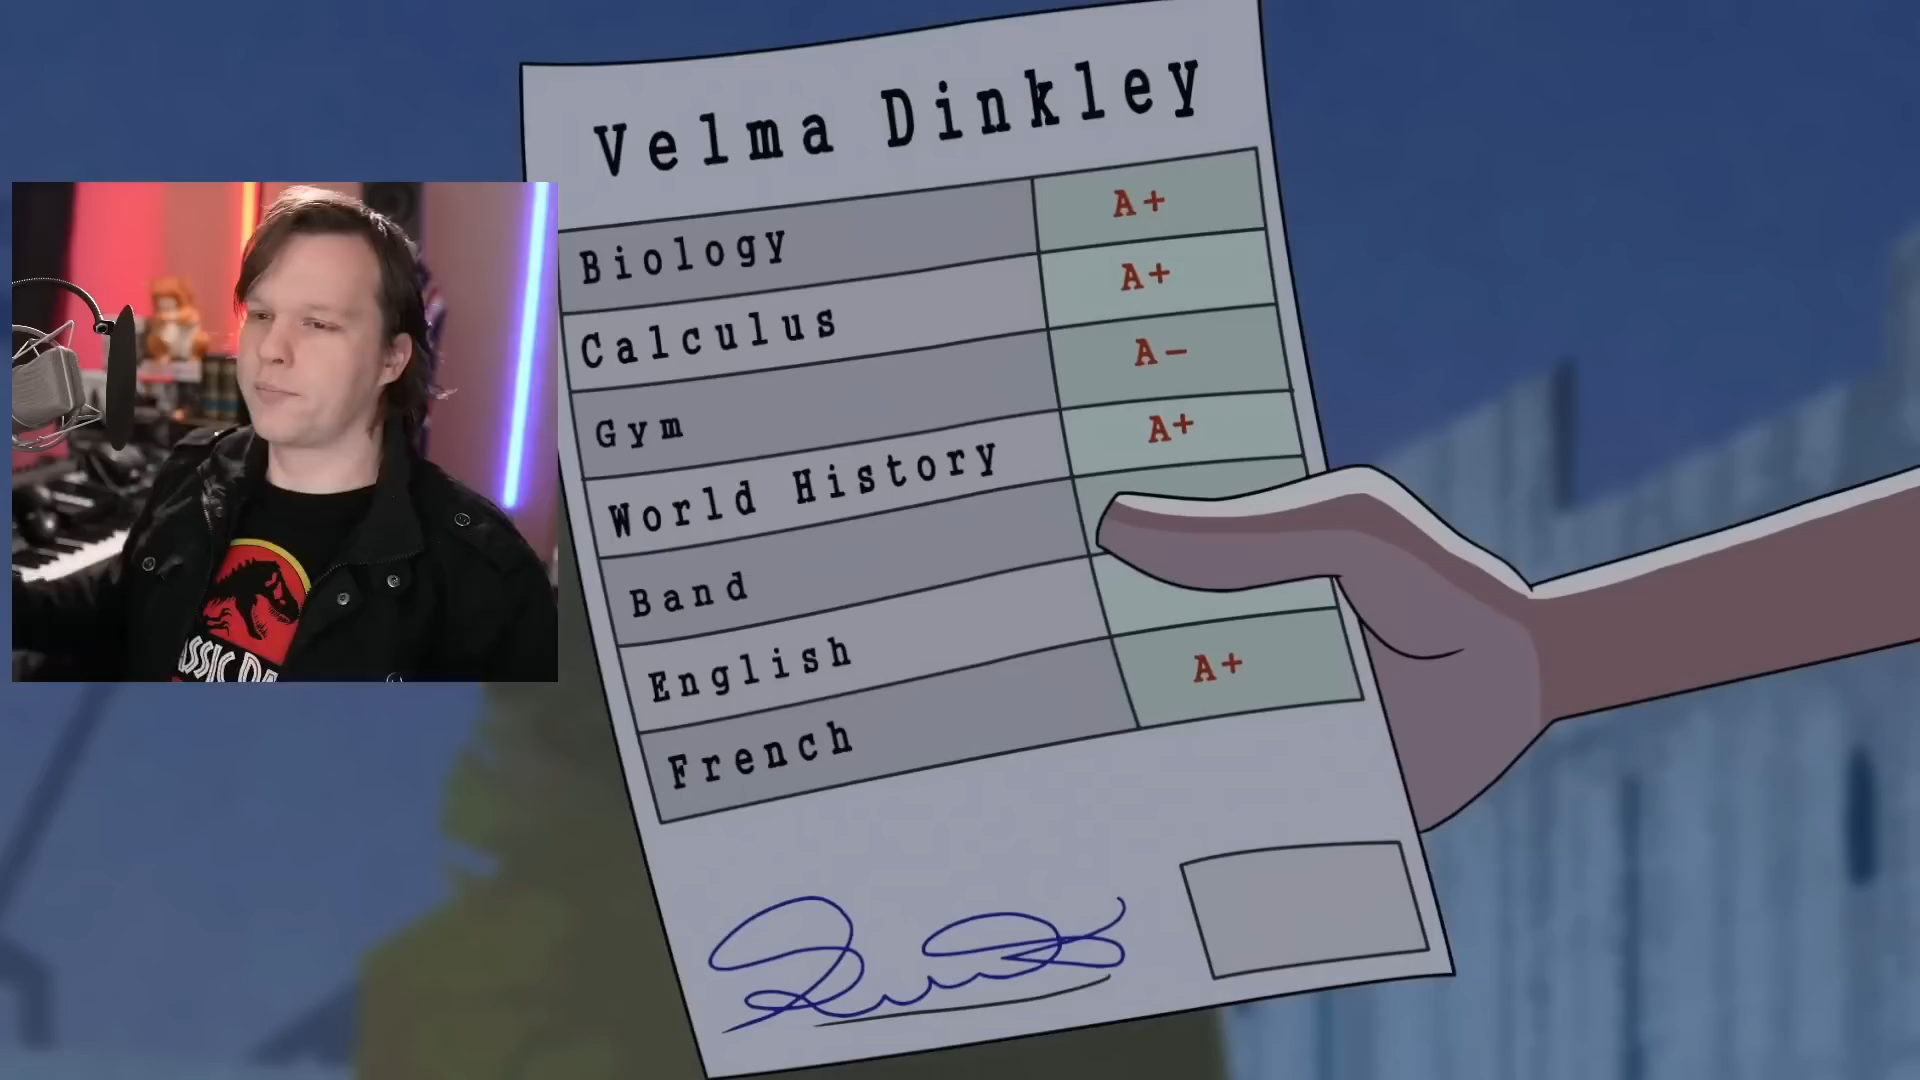 Velma Dinkley
Biology A+
Calculus A+
Gym A-
World History A+
Band
English
French A+